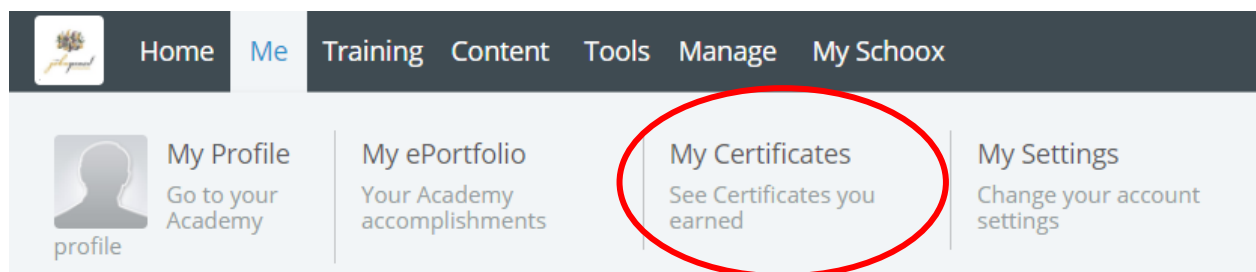 Home Me Training Content Tools Manage My Schoox
My Profile
Go to your
Academy
profile
My ePortfolio
Your Academy
accomplishments
My Certificates
See Certificates you
earned
My Settings
Change your account
settings